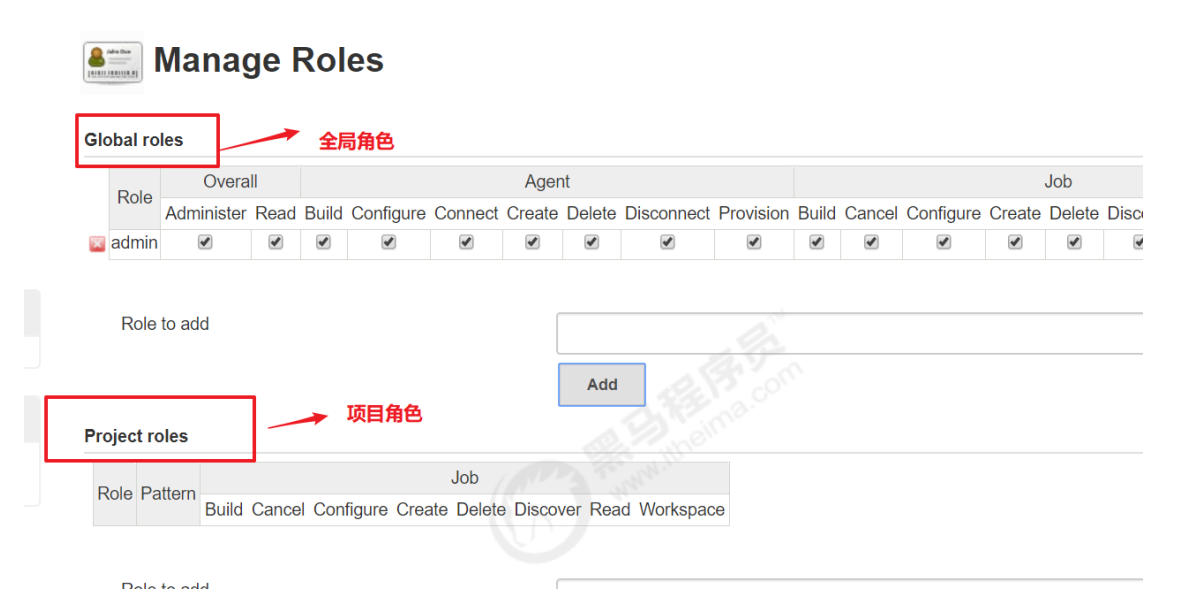 Manage Roles
Global roles
全局角色
Role Overall Agent Job
Administer Read Build Configure Connect Create Delete Disconnect Provision Build Cancel Configure Create Delete Disco
admin
Role to add
Add
项目角色
Project roles
Role Pattern Job
Build Cancel Configure Create Delete Discover Read Workspace
黑马程序员™
www.itheima.com
Role to add